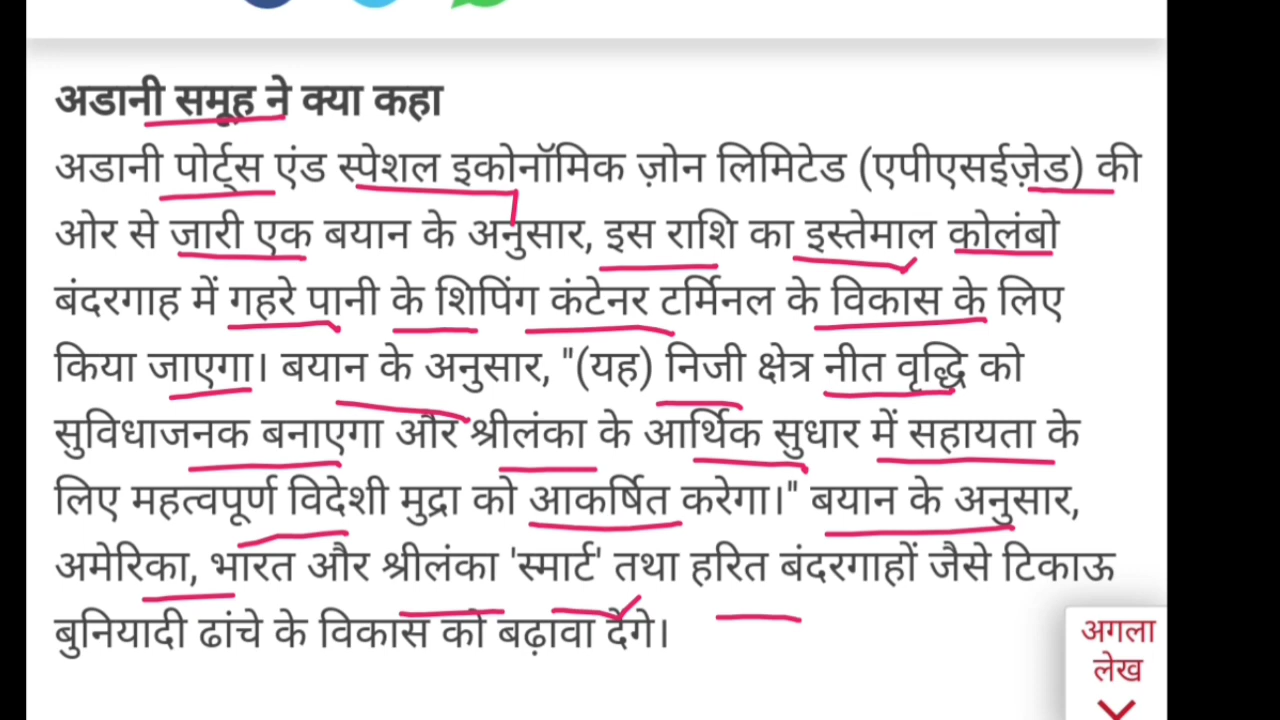 अडानी समूह ने क्या कहा
अडानी पोर्ट्स एंड स्पेशल इकोनॉमिक ज़ोन लिमिटेड (एपीएसईज़ेड) की
ओर से जारी एक बयान के अनुसार, इस राशि का इस्तेमाल कोलंबो
बंदरगाह में गहरे पानी के शिपिंग कंटेनर टर्मिनल के विकास के लिए
किया जाएगा। बयान के अनुसार, "(यह) निजी क्षेत्र नीत वृद्धि को
सुविधाजनक बनाएगा और श्रीलंका के आर्थिक सुधार में सहायता के
लिए महत्वपूर्ण विदेशी मुद्रा को आकर्षित करेगा।" बयान के अनुसार,
अमेरिका, भारत और श्रीलंका 'स्मार्ट' तथा हरित बंदरगाहों जैसे टिकाऊ
बुनियादी ढांचे के विकास को बढ़ावा देंगे।
अगला
लेख